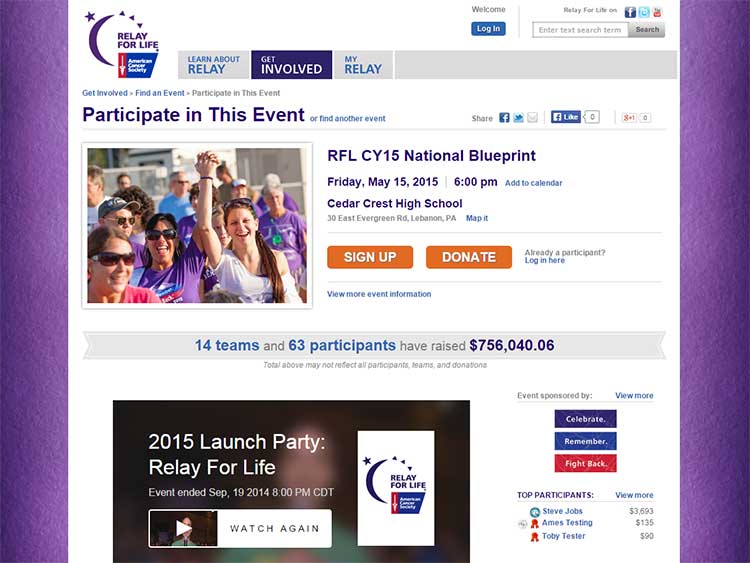 Welcome
Log In
Relay For Life on
Enter text search term
Search
RELAY
FOR LIFE
American
Cancer
Society
LEARN ABOUT
RELAY
GET
INVOLVED
MY
RELAY
Get Involved » Find an Event » Participate in This Event
Participate in This Event or find another event
Share
Like 0
g+1 0
RFL CY15 National Blueprint
Friday, May 15, 2015 | 6:00 pm Add to calendar
Cedar Crest High School
30 East Evergreen Rd, Lebanon, PA Map it
SIGN UP
DONATE
Already a participant?
Log in here
View more event information
14 teams and 63 participants have raised $756,040.06
Total above may not reflect all participants, teams, and donations
2015 Launch Party:
Relay For Life
Event ended Sep, 19 2014 8:00 PM CDT
WATCH AGAIN
RELAY
FOR LIFE
American
Cancer
Society
Event sponsored by: View more
Celebrate.
Remember.
Fight Back.
TOP PARTICIPANTS: View more
Steve Jobs $3,693
Ames Testing $135
Toby Tester $90